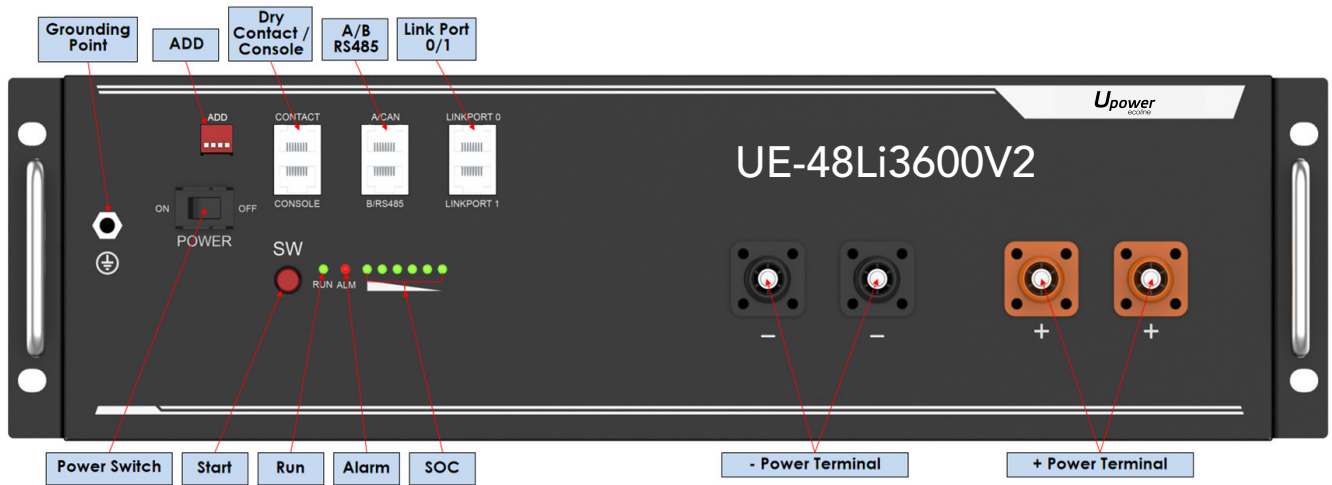 Grounding
Point
ADD
Dry
Contact /
Console
A/B
RS485
Link Port
0/1
Upower
ecoline
ADD
CONTACT
A/CAN
LINKPORT 0
UE-48Li3600V2
CONSOLE
B/RS485
LINKPORT 1
ON
OFF
POWER
SW
RUN ALM
−
−
+
+
Power Switch
Start
Run
Alarm
SOC
- Power Terminal
+ Power Terminal